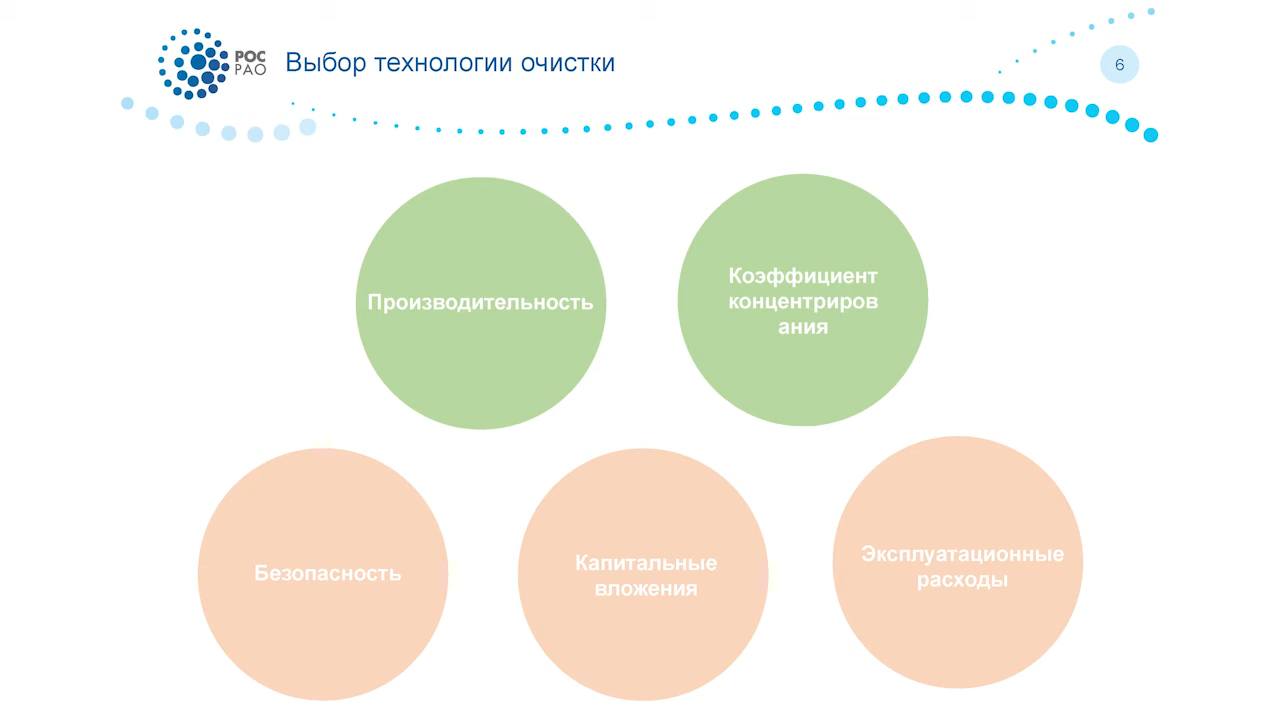 РОС
РАО
Выбор технологии очистки
6
Производительность
Коэффициент
концентриров
ания
Безопасность
Капитальные
вложения
Эксплуатационные
расходы